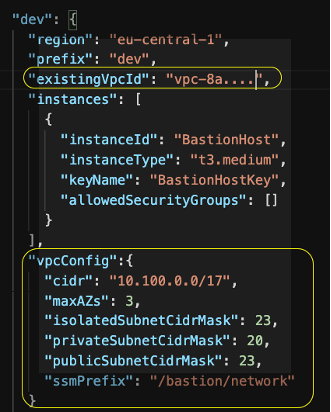 "dev": {
"region": "eu-central-1",
"prefix": "dev",
"existingVpcId": "vpc-8a....",
"instances": [
{
"instanceId": "BastionHost",
"instanceType": "t3.medium",
"keyName": "BastionHostKey",
"allowedSecurityGroups": []
}
],
"vpcConfig":{
"cidr": "10.100.0.0/17",
"maxAZs": 3,
"isolatedSubnetCidrMask": 23,
"privateSubnetCidrMask": 20,
"publicSubnetCidrMask": 23,
"ssmPrefix": "/bastion/network"
}